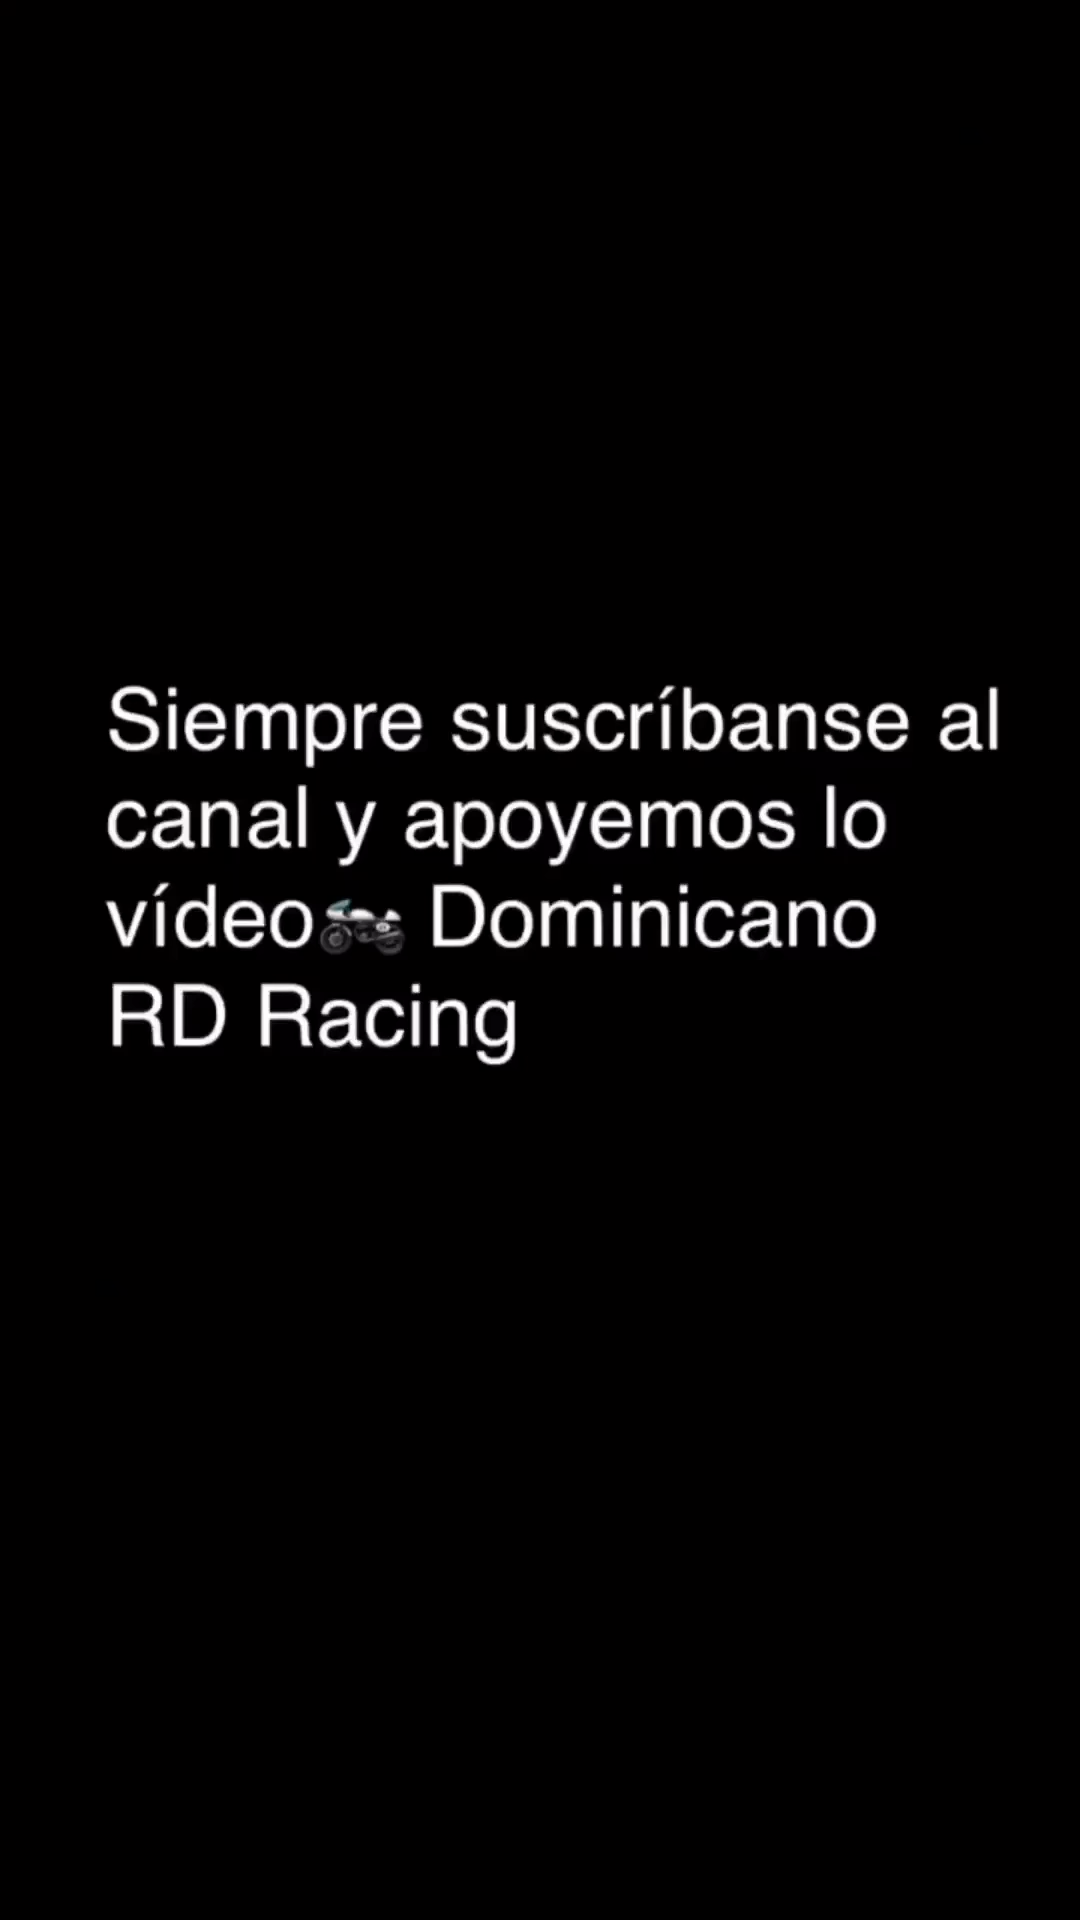 Siempre suscríbanse al
canal y apoyemos lo
vídeo🏍 Dominicano
RD Racing